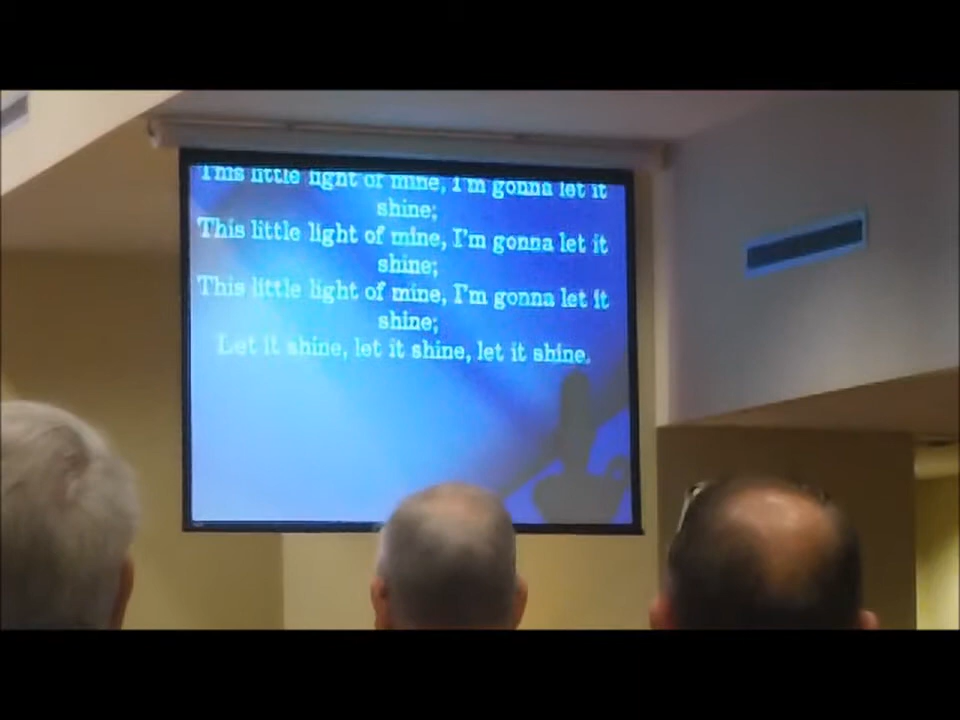 This little light of mine, I'm gonna let it
shine;
This little light of mine, I'm gonna let it
shine;
This little light of mine, I'm gonna let it
shine;
Let it shine, let it shine, let it shine.